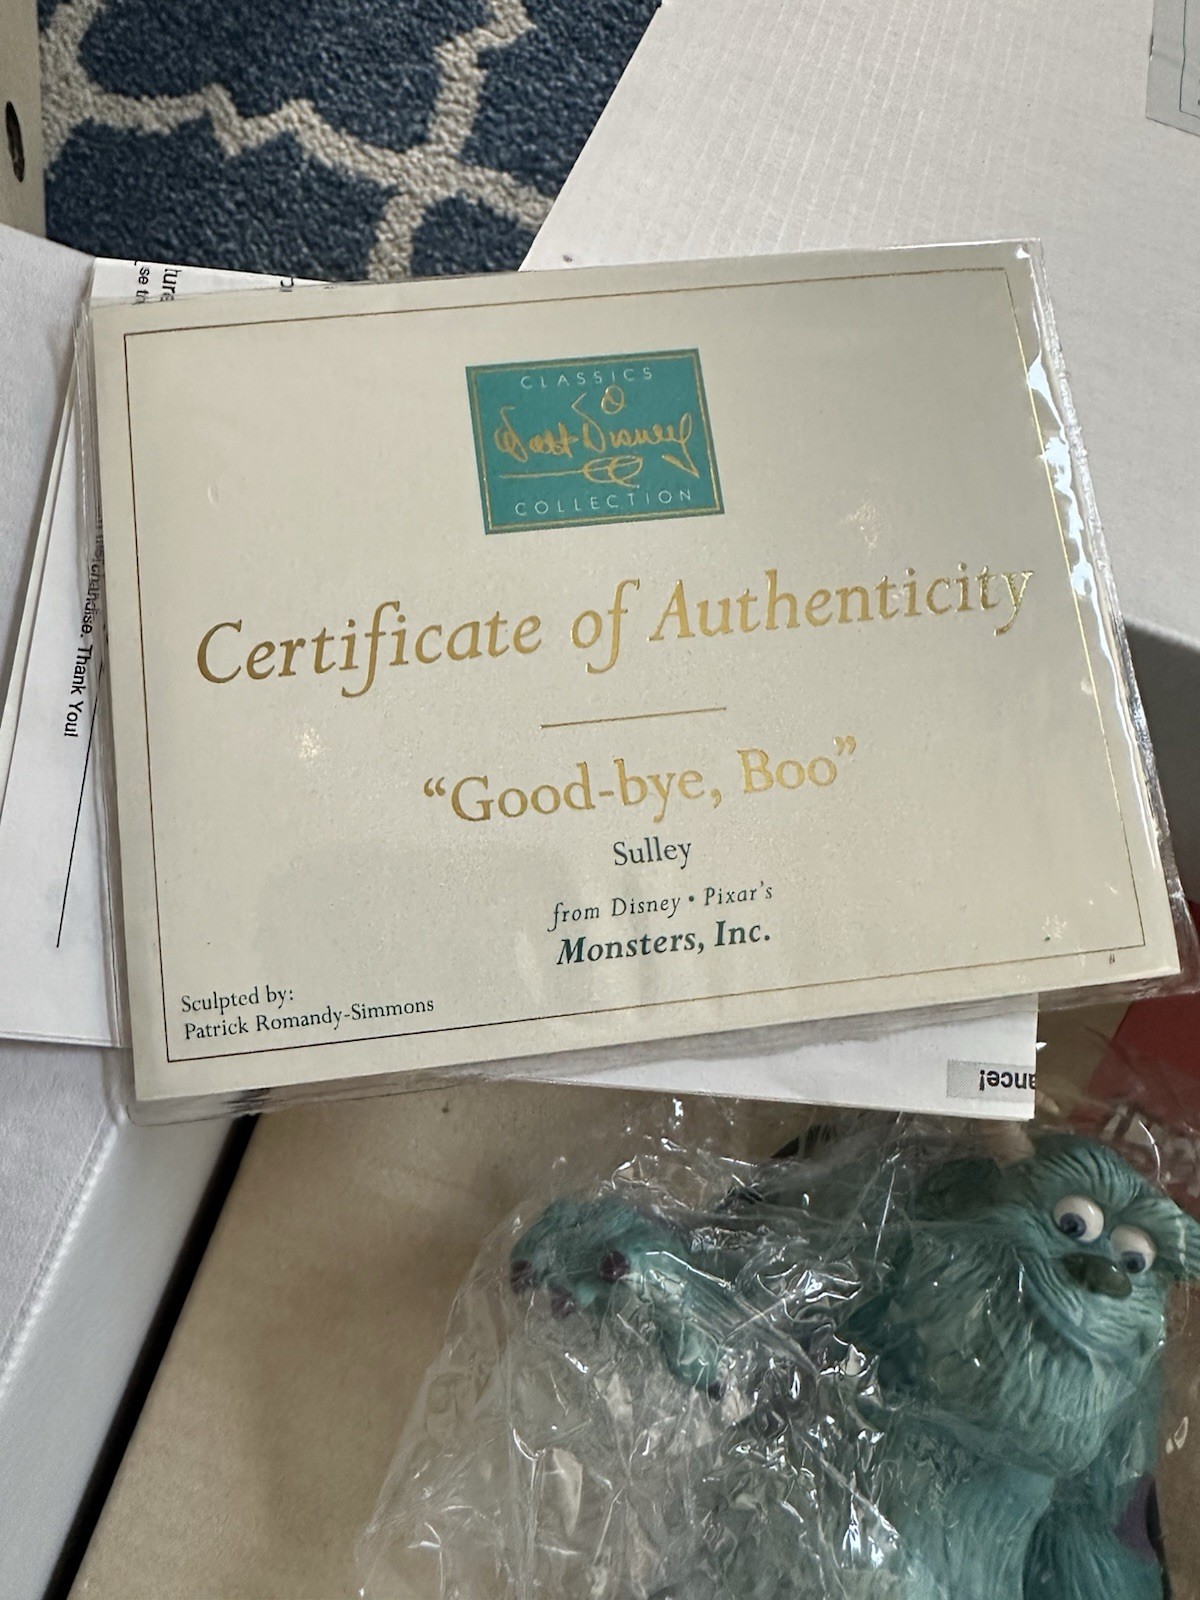 CLASSICS
Walt Disney
COLLECTION
Certificate of Authenticity
“Good-bye, Boo”
Sulley
from Disney • Pixar's
Monsters, Inc.
Sculpted by:
Patrick Romandy-Simmons
Thank You!